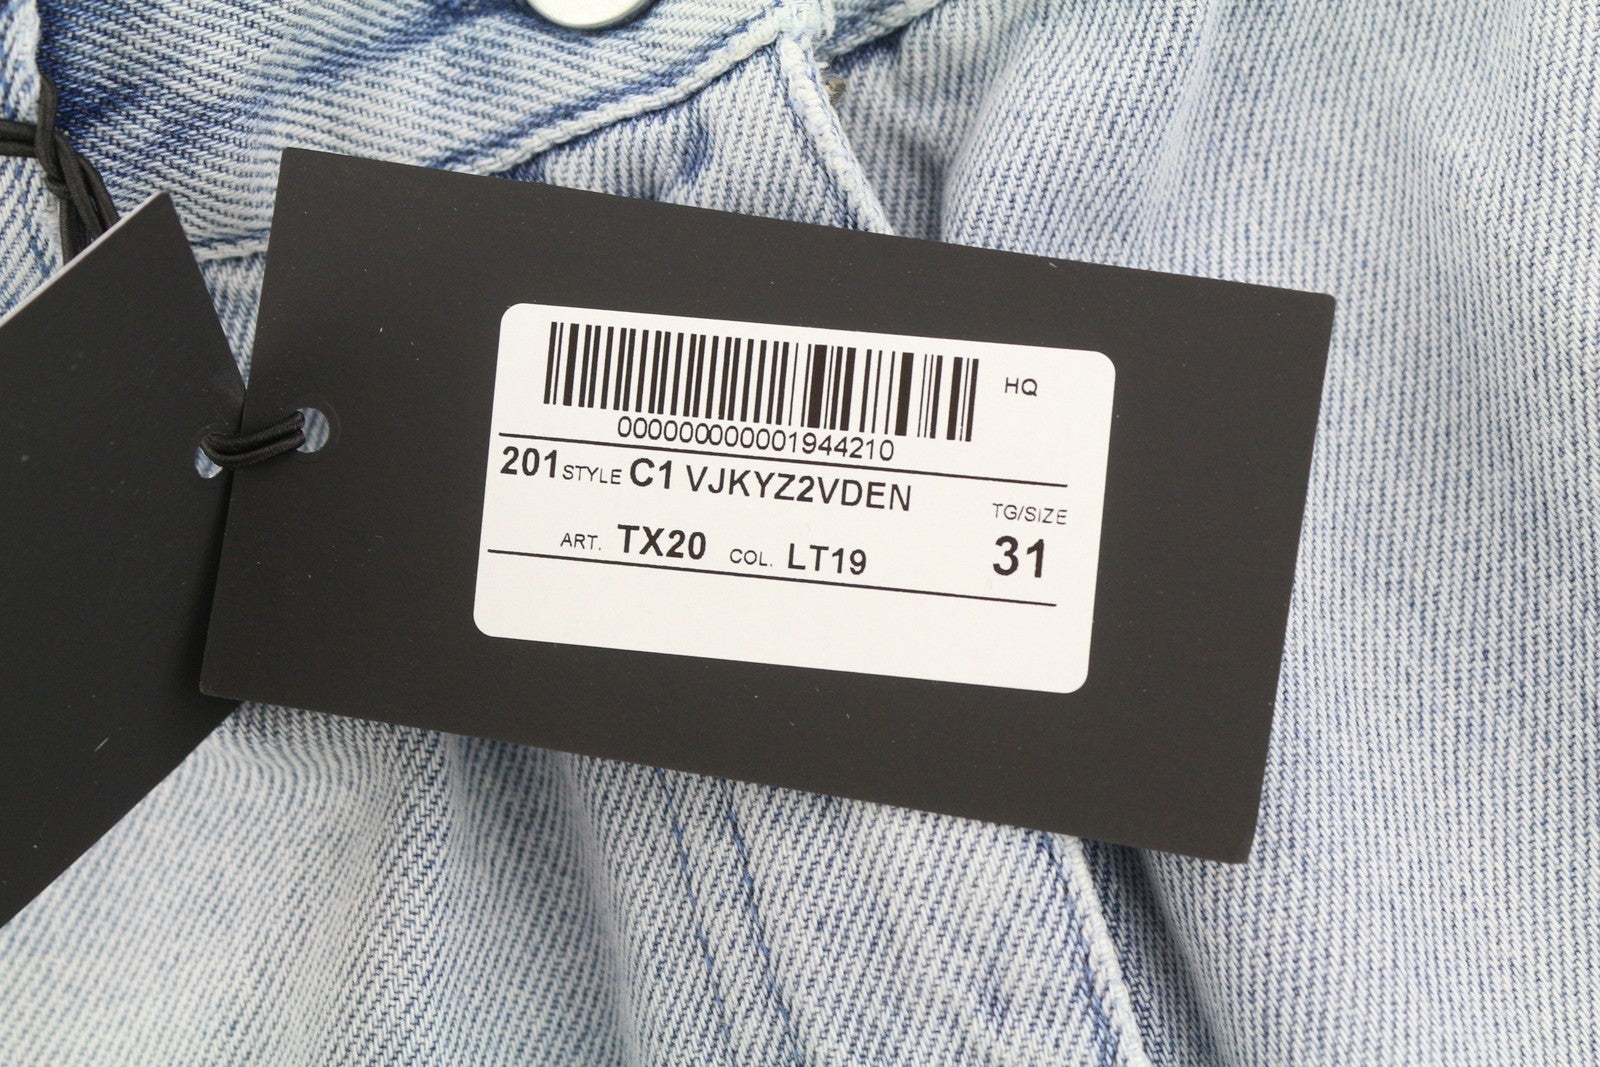 HQ
000000000001944210
201 STYLE C1 VJKYZ2VDEN
TG/SIZE
ART. TX20 COL. LT19
31